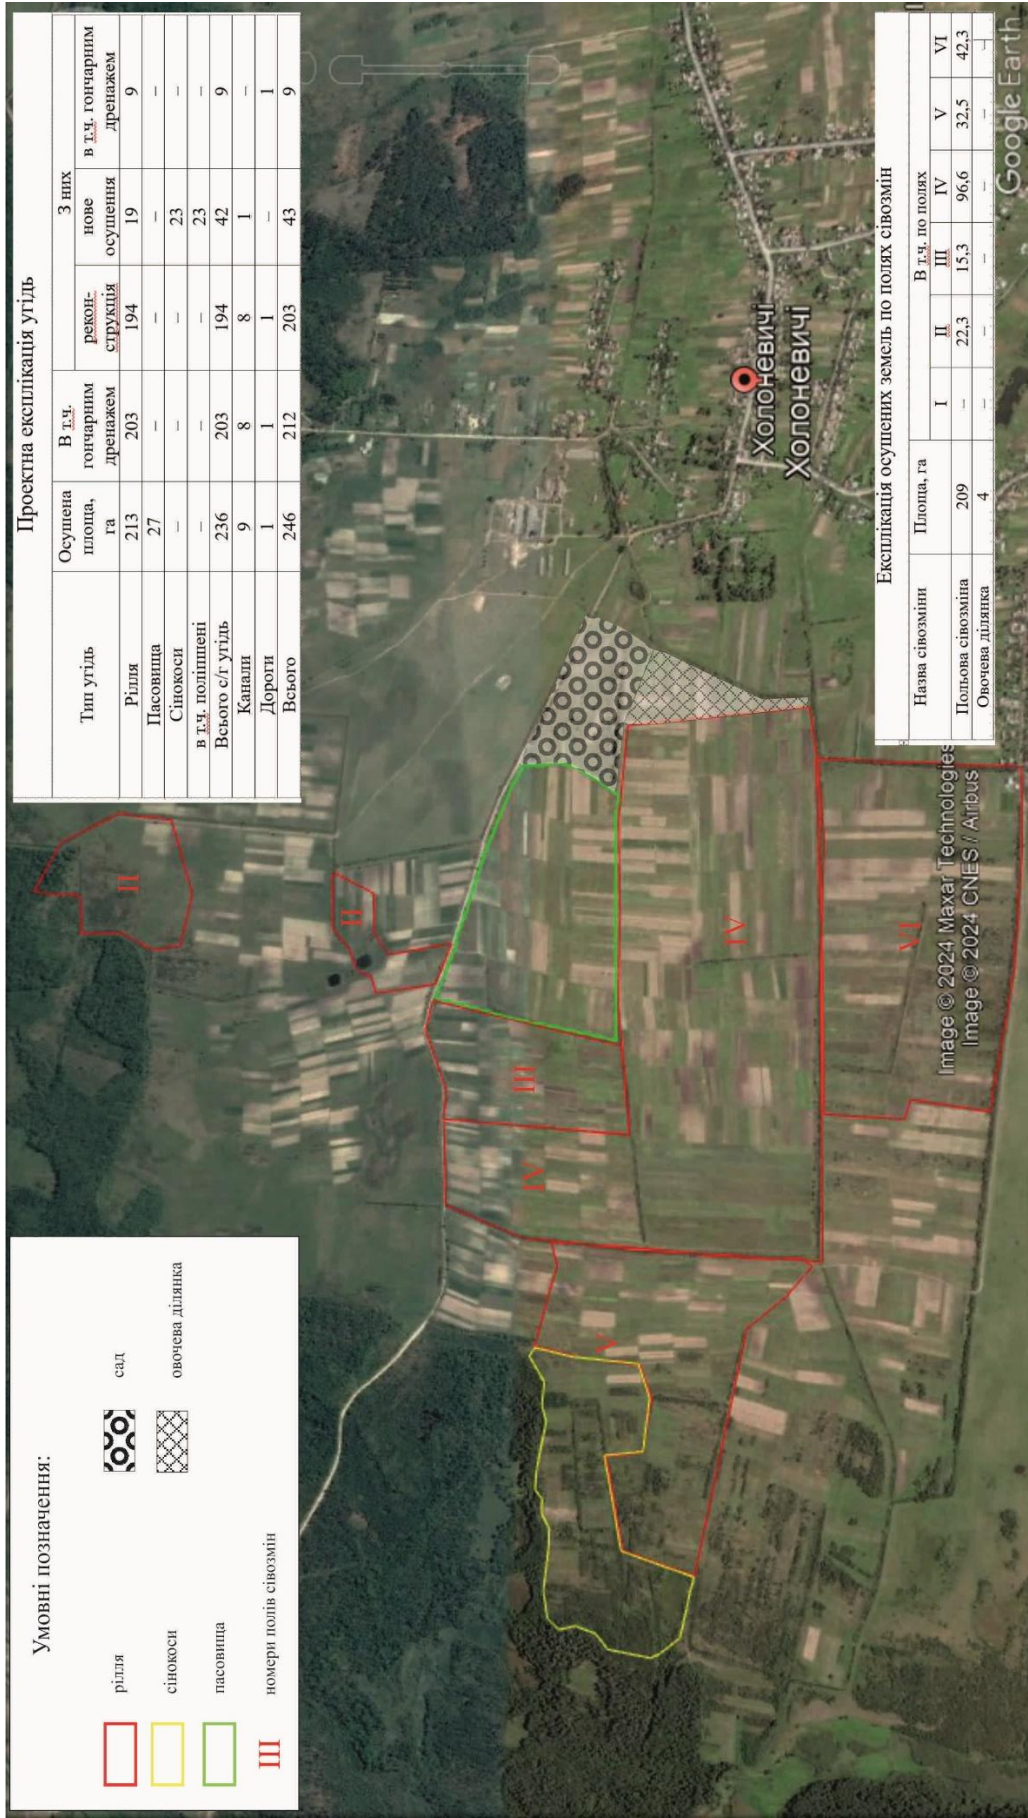 Умовні позначення:
рілля
сінокоси
пасовища
III номери полів сівозмін
сад
овочева ділянка
Проектна експлікація угідь
Тип угідь Осушена площа, га В т.ч. гончарним дренажем З них
рекон-струкція нове осушення в т.ч. гончарним дренажем
Рілля 213 203 194 19 9
Пасовища 27 – – – –
Сінокоси – – – 23 –
в т.ч. поліпшені – – – 23 –
Всього с/г угідь 236 203 194 42 9
Канали 9 8 8 1 –
Дороги 1 1 1 – 1
Всього 246 212 203 43 9
II
II
III
IV
IV
V
VI
Холоневичі
Холоневичі
Експлікація осушених земель по полях сівозмін
Назва сівозміни Площа, га В т.ч. по полях
I II III IV V VI
Польова сівозміна 209 – 22,3 15,3 96,6 32,5 42,3
Овочева ділянка 4 – – – – – –
Image © 2024 Maxar Technologies
Image © 2024 CNES / Airbus
Google Earth